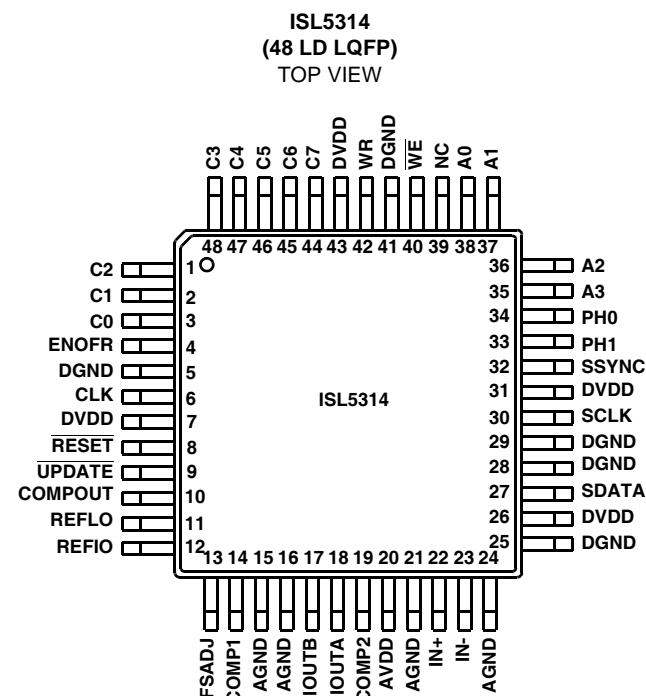 ISL5314
(48 LD LQFP)
TOP VIEW
C3 C4 C5 C6 C7 DVDD WR DGND WE NC A0 A1
48 47 46 45 44 43 42 41 40 39 38 37
C2 1 36 A2
C1 2 35 A3
C0 3 34 PH0
ENOFR 4 33 PH1
DGND 5 32 SSYNC
CLK 6 31 DVDD
ISL5314
DVDD 7 30 SCLK
RESET 8 29 DGND
UPDATE 9 28 DGND
COMPOUT 10 27 SDATA
REFLO 11 26 DVDD
REFIO 12 25 DGND
13 14 15 16 17 18 19 20 21 22 23 24
FSADJ COMP1 AGND AGND IOUTB IOUTA COMP2 AVDD AGND IN+ IN- AGND